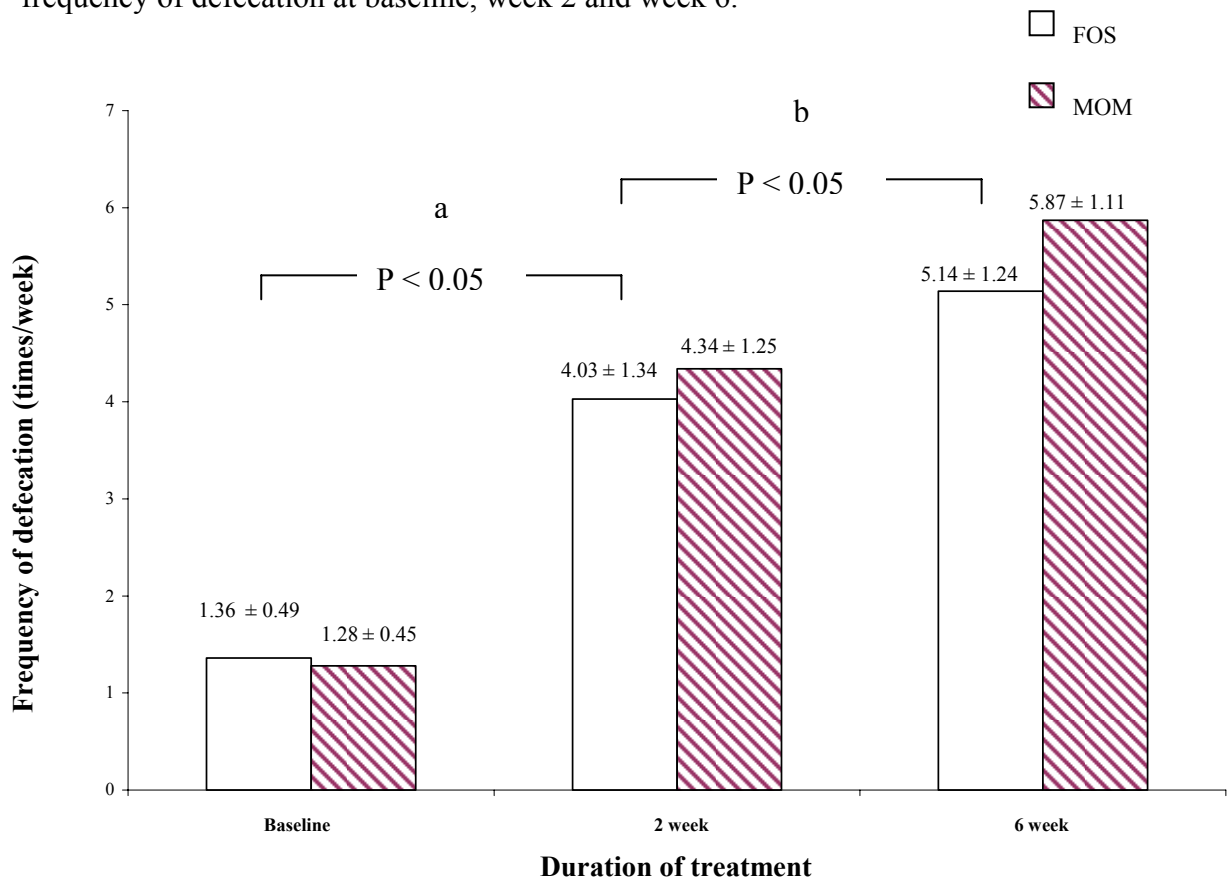 frequency of defecation at baseline, week 2 and week 6.
FOS
MOM
7
6
5
4
3
2
1
0
Frequency of defecation (times/week)
a
P < 0.05
b
P < 0.05
1.36 ± 0.49
1.28 ± 0.45
4.03 ± 1.34
4.34 ± 1.25
5.14 ± 1.24
5.87 ± 1.11
Baseline
2 week
6 week
Duration of treatment